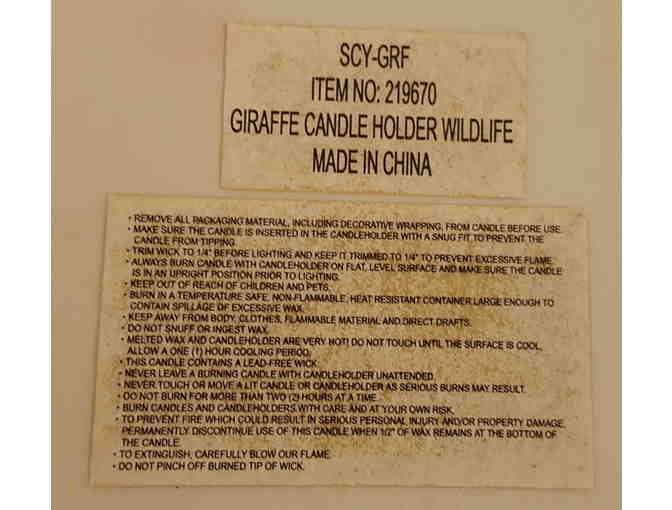 SCY-GRF
ITEM NO: 219670
GIRAFFE CANDLE HOLDER WILDLIFE
MADE IN CHINA
• REMOVE ALL PACKAGING MATERIAL, INCLUDING DECORATIVE WRAPPING, FROM CANDLE BEFORE USE.
• MAKE SURE THE CANDLE IS INSERTED IN THE CANDLEHOLDER WITH A SNUG FIT TO PREVENT THE
CANDLE FROM TIPPING.
• TRIM WICK TO 1/4" BEFORE LIGHTING AND KEEP IT TRIMMED TO 1/4" TO PREVENT EXCESSIVE FLAME.
• ALWAYS BURN CANDLE WITH CANDLEHOLDER ON FLAT, LEVEL SURFACE AND MAKE SURE THE CANDLE
IS IN AN UPRIGHT POSITION PRIOR TO LIGHTING.
• KEEP OUT OF REACH OF CHILDREN AND PETS.
• BURN IN A TEMPERATURE SAFE, NON-FLAMMABLE, HEAT RESISTANT CONTAINER LARGE ENOUGH TO
CONTAIN SPILLAGE OF EXCESSIVE WAX.
• KEEP AWAY FROM BODY, CLOTHES, FLAMMABLE MATERIAL AND DIRECT DRAFTS.
• DO NOT SNUFF OR INGEST WAX.
• MELTED WAX AND CANDLEHOLDER ARE VERY HOT! DO NOT TOUCH UNTIL THE SURFACE IS COOL,
ALLOW A ONE (1) HOUR COOLING PERIOD.
• THIS CANDLE CONTAINS A LEAD-FREE WICK.
• NEVER LEAVE A BURNING CANDLE WITH CANDLEHOLDER UNATTENDED.
• NEVER TOUCH OR MOVE A LIT CANDLE OR CANDLEHOLDER AS SERIOUS BURNS MAY RESULT.
• DO NOT BURN FOR MORE THAN TWO (2) HOURS AT A TIME.
• BURN CANDLES AND CANDLEHOLDERS WITH CARE AND AT YOUR OWN RISK.
• TO PREVENT FIRE WHICH COULD RESULT IN SERIOUS PERSONAL INJURY AND/OR PROPERTY DAMAGE,
PERMANENTLY DISCONTINUE USE OF THIS CANDLE WHEN 1/2" OF WAX REMAINS AT THE BOTTOM OF
THE CANDLE.
• TO EXTINGUISH, CAREFULLY BLOW OUR FLAME.
• DO NOT PINCH OFF BURNED TIP OF WICK.